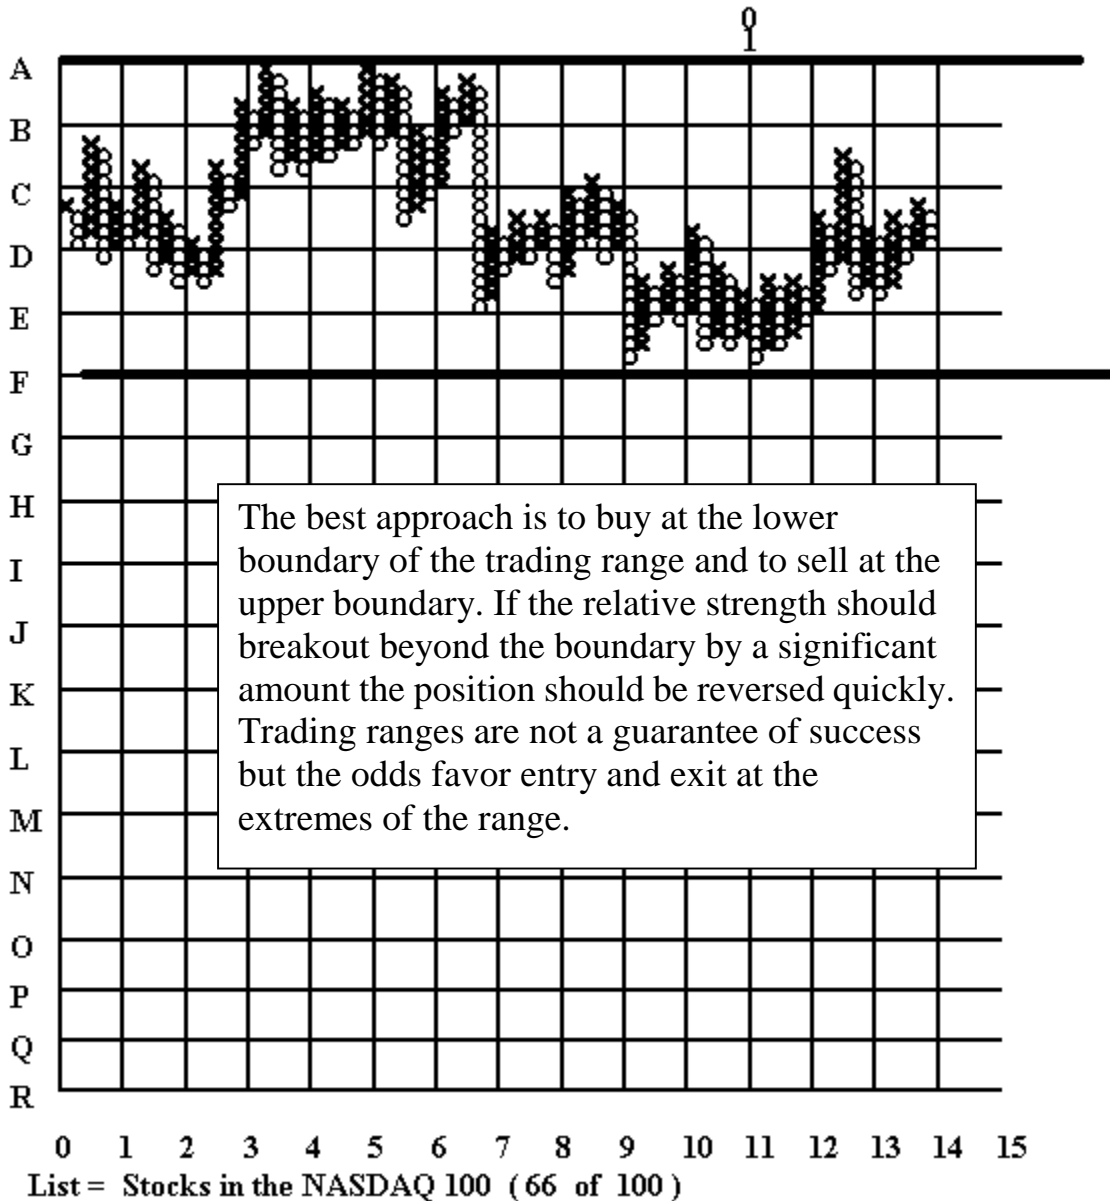 0
1
A
B
C
D
E
F
G
H
I
J
K
L
M
N
O
P
Q
R
The best approach is to buy at the lower
boundary of the trading range and to sell at the
upper boundary. If the relative strength should
breakout beyond the boundary by a significant
amount the position should be reversed quickly.
Trading ranges are not a guarantee of success
but the odds favor entry and exit at the
extremes of the range.
0 1 2 3 4 5 6 7 8 9 10 11 12 13 14 15
List = Stocks in the NASDAQ 100 ( 66 of 100 )